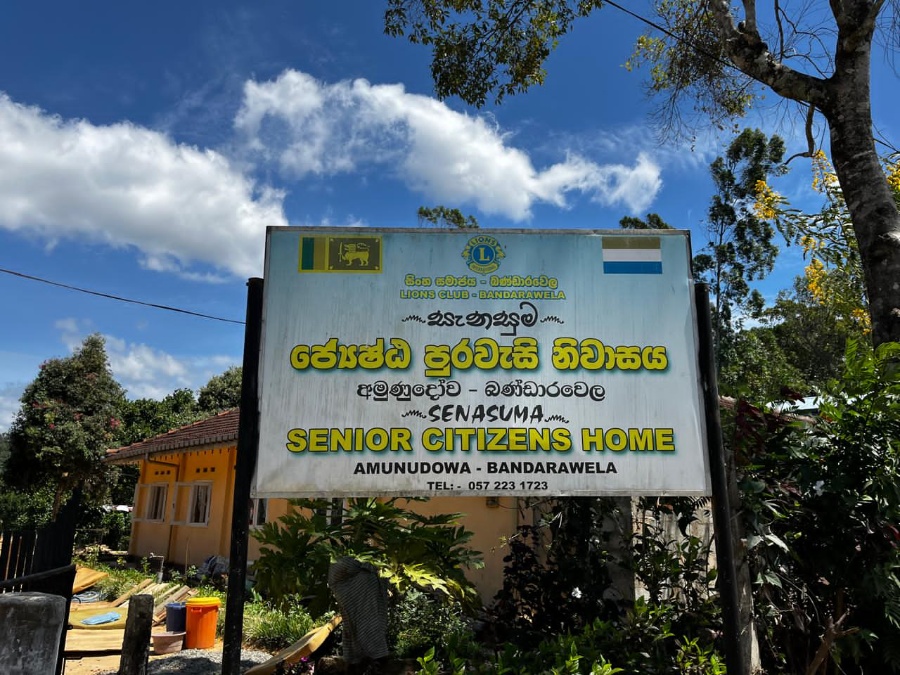 LIONS
L
සිංහ සමාජය - බණ්ඩාරවෙල
LIONS CLUB - BANDARAWELA
සැනසුම
ජ්‍යෙෂ්ඨ පුරවැසි නිවාසය
අමුණුදෝව - බණ්ඩාරවෙල
SENASUMA
SENIOR CITIZENS HOME
AMUNUDOWA - BANDARAWELA
TEL: - 057 223 1723